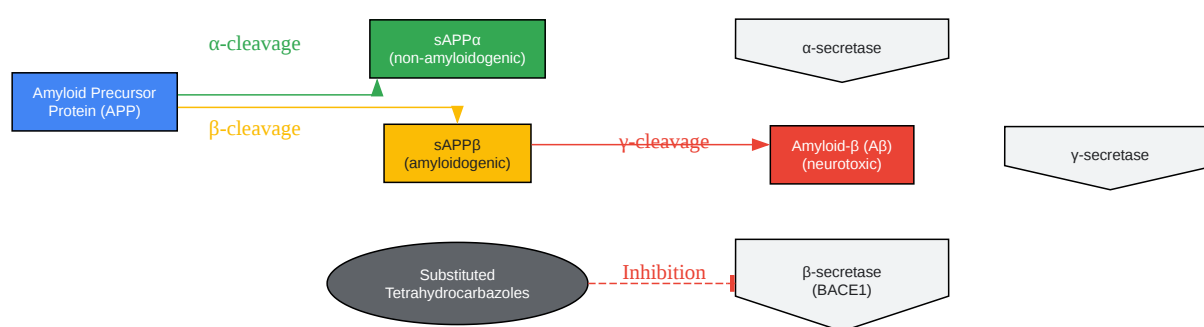 α-cleavage
sAPPα
(non-amyloidogenic)
α-secretase
Amyloid Precursor
Protein (APP)
β-cleavage
sAPPβ
(amyloidogenic)
γ-cleavage
Amyloid-β (Aβ)
(neurotoxic)
γ-secretase
Substituted
Tetrahydrocarbazoles
Inhibition
β-secretase
(BACE1)